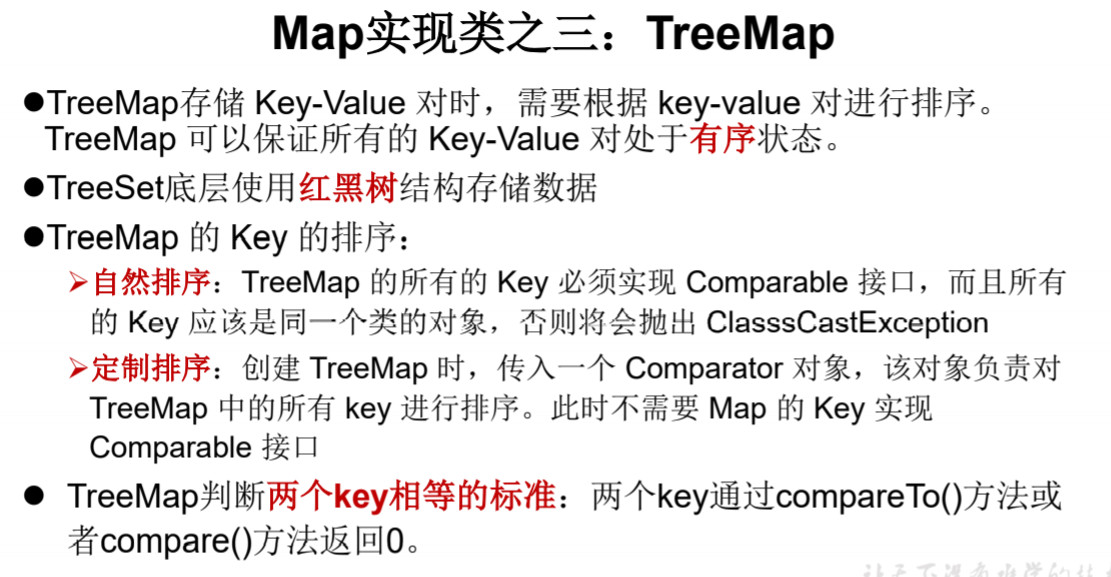 Map实现类之三：TreeMap
●TreeMap存储 Key-Value 对时，需要根据 key-value 对进行排序。
TreeMap 可以保证所有的 Key-Value 对处于有序状态。
●TreeSet底层使用红黑树结构存储数据
●TreeMap 的 Key 的排序：
➢自然排序：TreeMap 的所有的 Key 必须实现 Comparable 接口，而且所有
的 Key 应该是同一个类的对象，否则将会抛出 ClasssCastException
➢定制排序：创建 TreeMap 时，传入一个 Comparator 对象，该对象负责对
TreeMap 中的所有 key 进行排序。此时不需要 Map 的 Key 实现
Comparable 接口
● TreeMap判断两个key相等的标准：两个key通过compareTo()方法或
者compare()方法返回0。